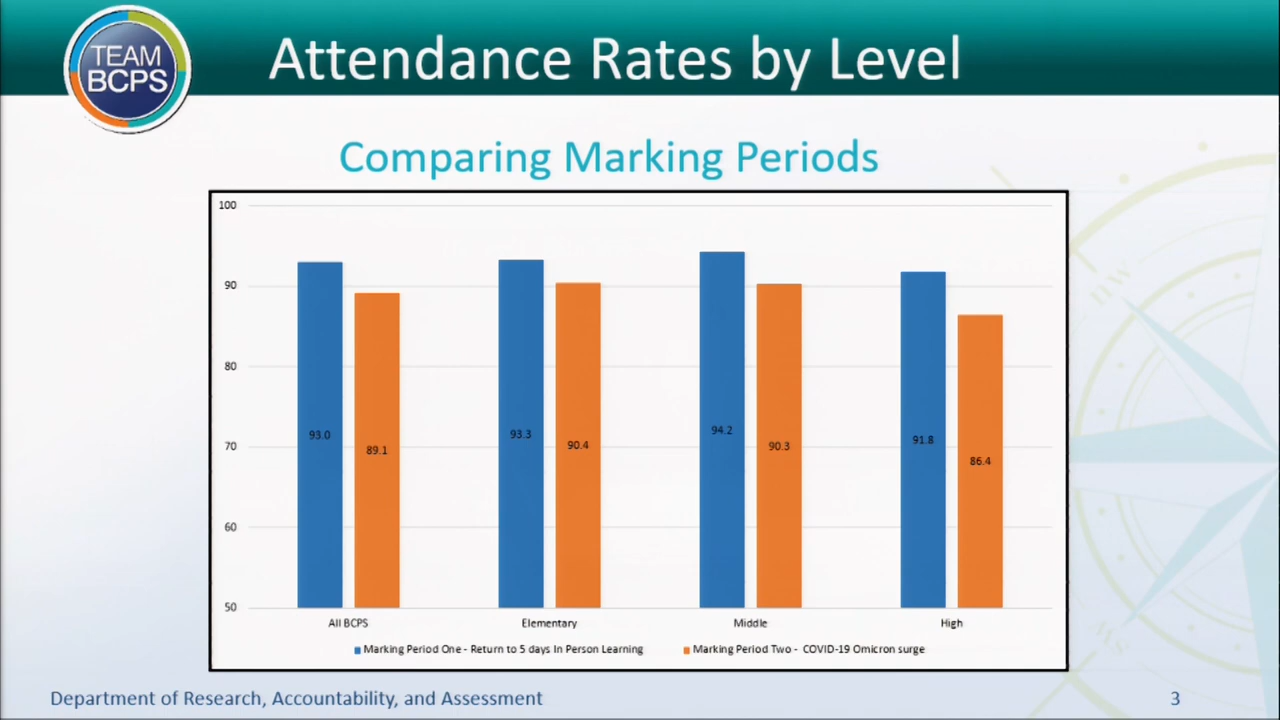 TEAM
BCPS
Attendance Rates by Level
Comparing Marking Periods
100
90
80
70
60
50
93.0
89.1
93.3
90.4
94.2
90.3
91.8
86.4
All BCPS
Elementary
Middle
High
Marking Period One - Return to 5 days In Person Learning
Marking Period Two - COVID-19 Omicron surge
Department of Research, Accountability, and Assessment
3